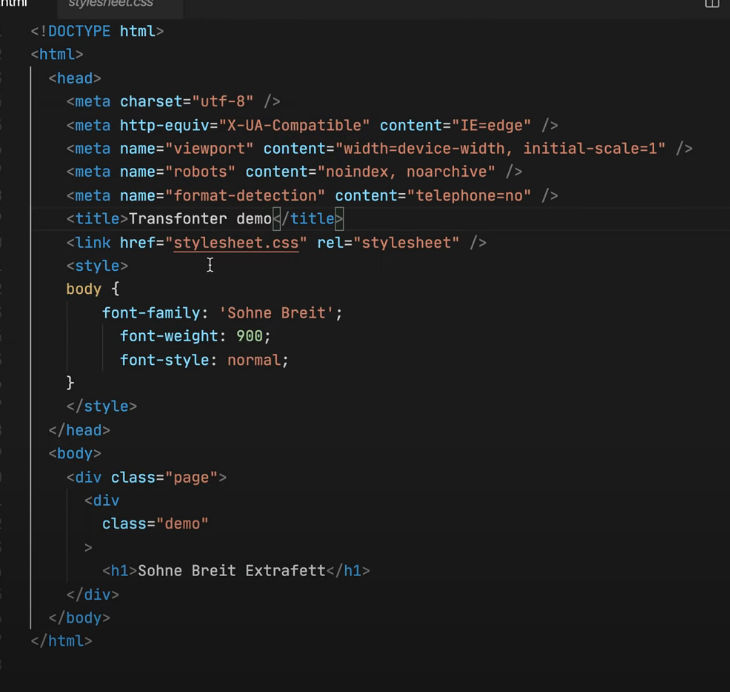 html stylesheet.css
<!DOCTYPE html>
<html>
<head>
<meta charset="utf-8" />
<meta http-equiv="X-UA-Compatible" content="IE=edge" />
<meta name="viewport" content="width=device-width, initial-scale=1" />
<meta name="robots" content="noindex, noarchive" />
<meta name="format-detection" content="telephone=no" />
<title>Transfonter demo</title>
<link href="stylesheet.css" rel="stylesheet" />
<style>
body {
font-family: 'Sohne Breit';
font-weight: 900;
font-style: normal;
}
</style>
</head>
<body>
<div class="page">
<div
class="demo"
>
<h1>Sohne Breit Extrafett</h1>
</div>
</body>
</html>